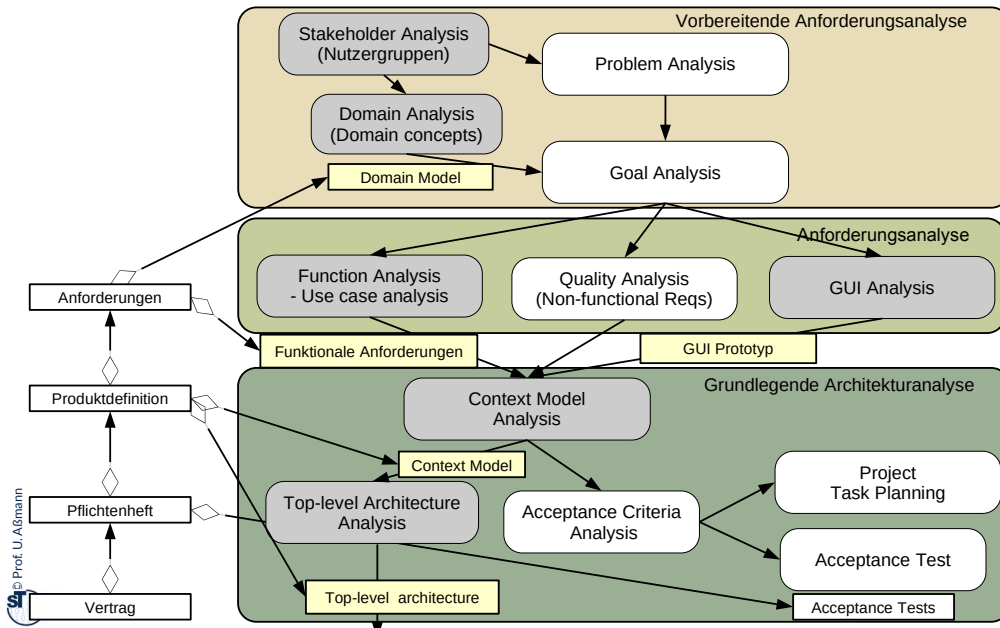 Vorbereitende Anforderungsanalyse
Stakeholder Analysis
(Nutzergruppen)
Problem Analysis
Domain Analysis
(Domain concepts)
Domain Model
Goal Analysis
Anforderungsanalyse
Function Analysis
- Use case analysis
Quality Analysis
(Non-functional Reqs)
GUI Analysis
Anforderungen
Funktionale Anforderungen
GUI Prototyp
Grundlegende Architekturanalyse
Produktdefinition
Context Model
Analysis
Context Model
Project
Task Planning
Top-level Architecture
Analysis
Acceptance Criteria
Analysis
Pflichtenheft
Acceptance Test
Top-level architecture
Vertrag
Acceptance Tests
© Prof. U. Aßmann
ST